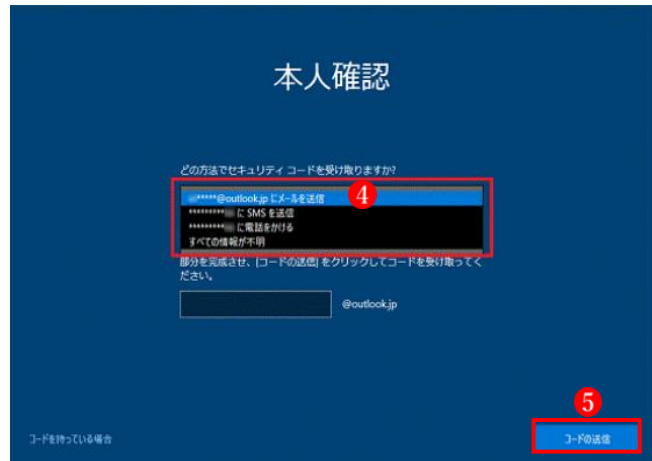 本人確認
どの方法でセキュリティ コードを受け取りますか?
*****@outlook.jp にメールを送信
4
********* に SMS を送信
********* に電話をかける
すべての情報が不明
部分を完成させ、[コードの送信] をクリックしてコードを受け取ってく
ださい。
@outlook.jp
5
コードを持っている場合
コードの送信